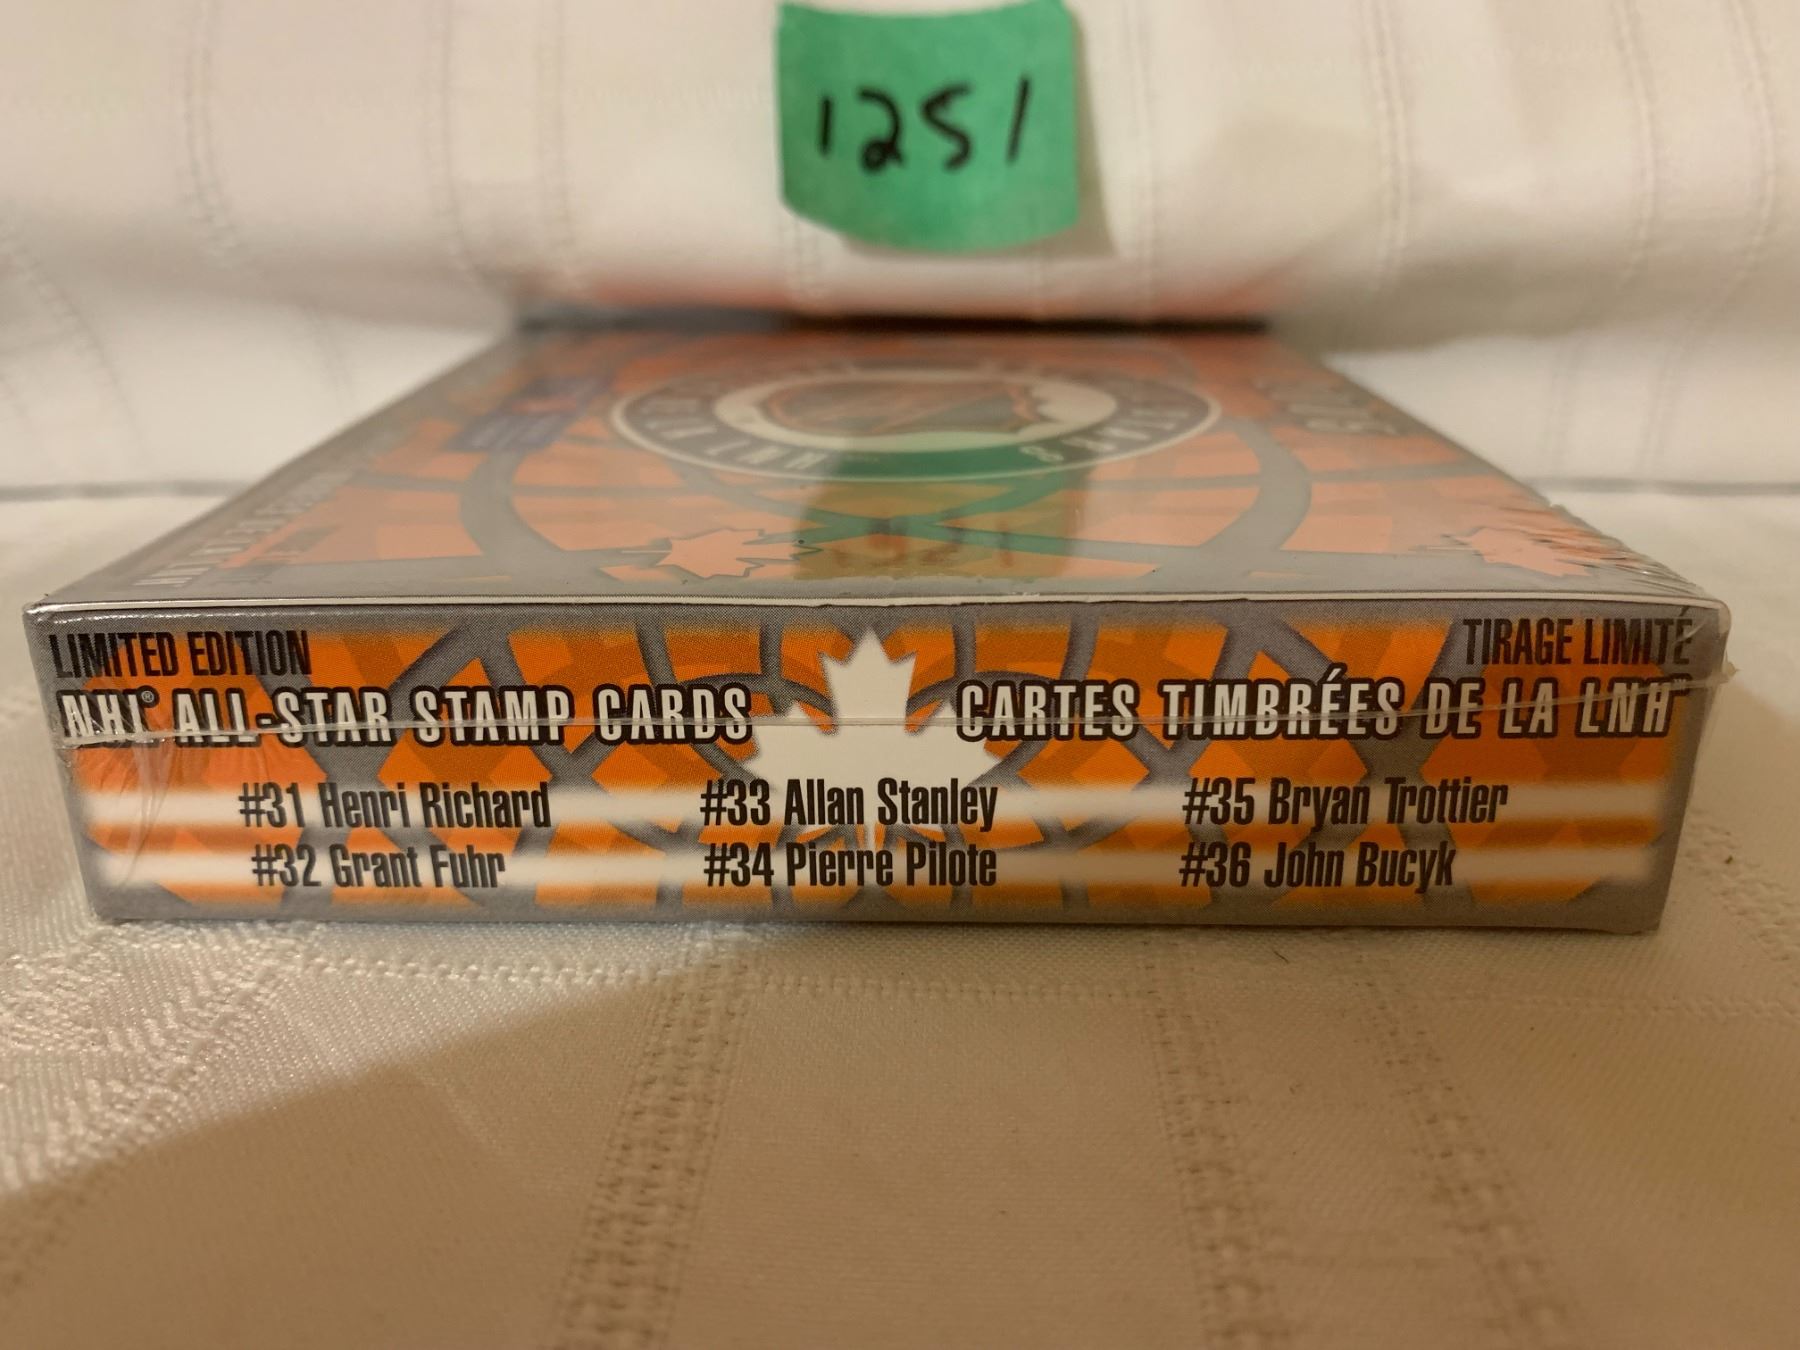 1251
LIMITED EDITION
TIRAGE LIMITÉ
NHL® ALL-STAR STAMP CARDS
CARTES TIMBRÉES DE LA LNH™
#31 Henri Richard
#33 Allan Stanley
#35 Bryan Trottier
#32 Grant Fuhr
#34 Pierre Pilote
#36 John Bucyk